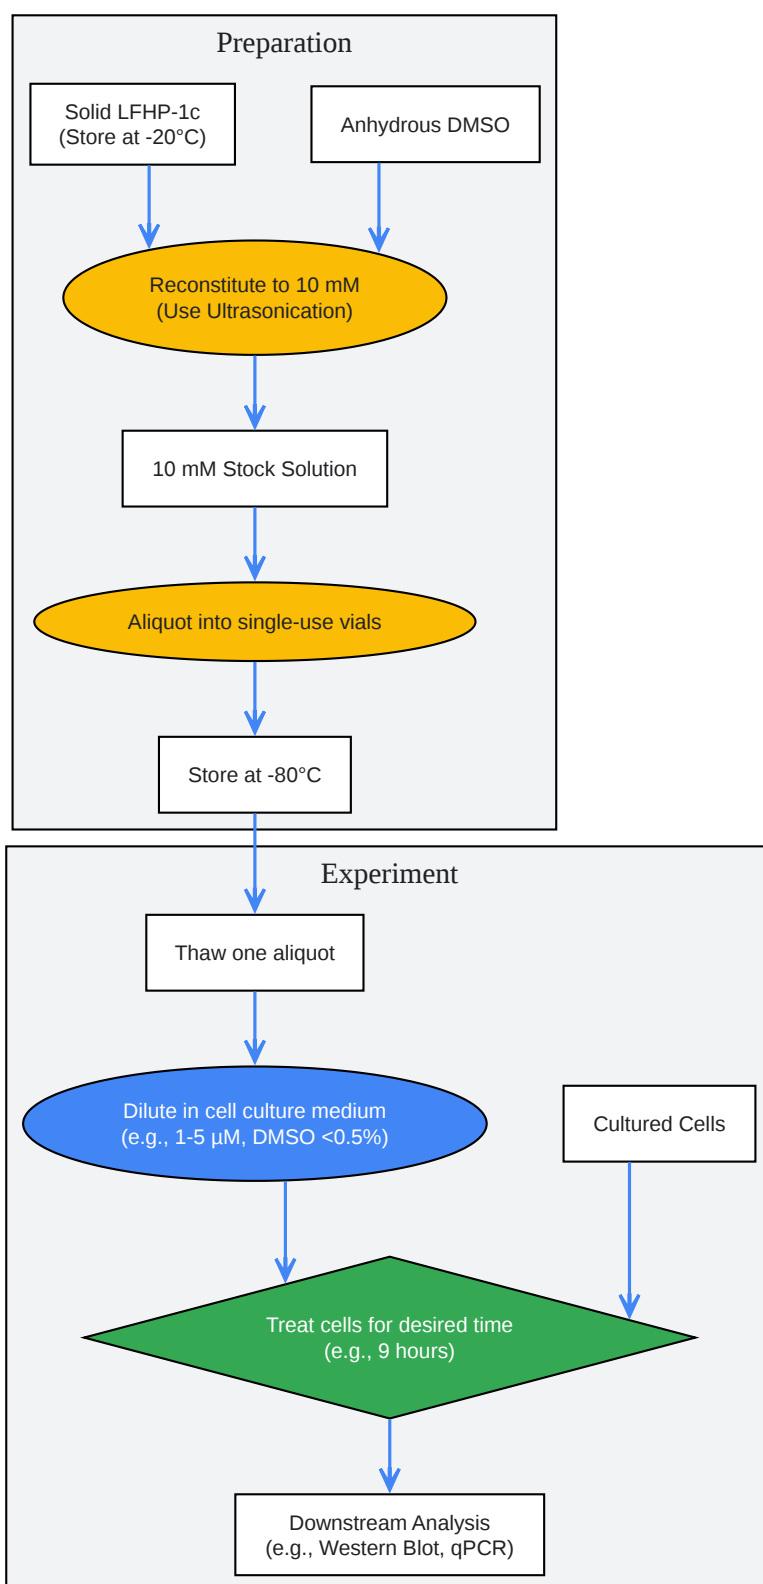 Preparation
Solid LFHP-1c
(Store at -20°C)
Anhydrous DMSO
Reconstitute to 10 mM
(Use Ultrasonication)
10 mM Stock Solution
Aliquot into single-use vials
Store at -80°C
Experiment
Thaw one aliquot
Dilute in cell culture medium
(e.g., 1-5 µM, DMSO <0.5%)
Cultured Cells
Treat cells for desired time
(e.g., 9 hours)
Downstream Analysis
(e.g., Western Blot, qPCR)